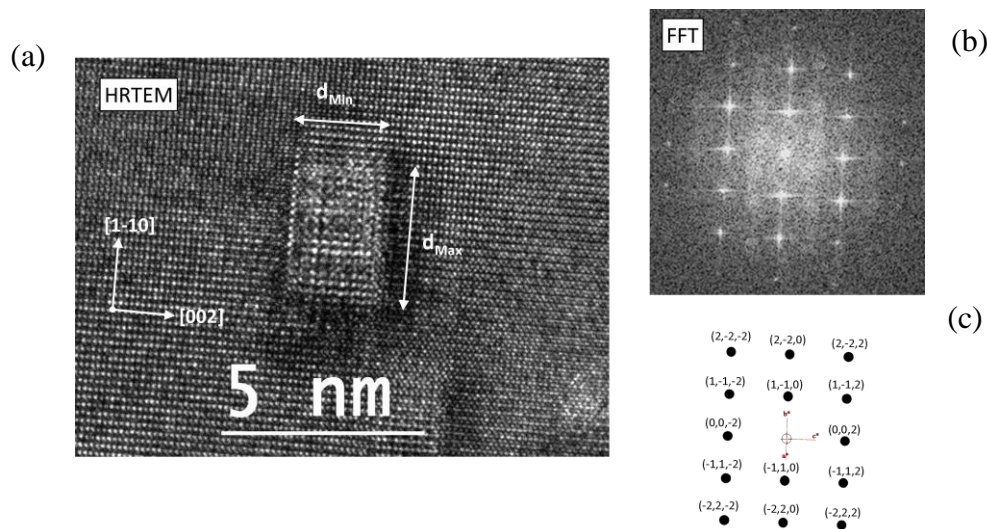 (a)
HRTEM
d_Min
d_Max
[1-10]
[002]
5 nm
FFT
(b)
(c)
(2,-2,-2) (2,-2,0) (2,-2,2)
(1,-1,-2) (1,-1,0) (1,-1,2)
b*
(0,0,-2) c* (0,0,2)
a*
(-1,1,-2) (-1,1,0) (-1,1,2)
(-2,2,-2) (-2,2,0) (-2,2,2)